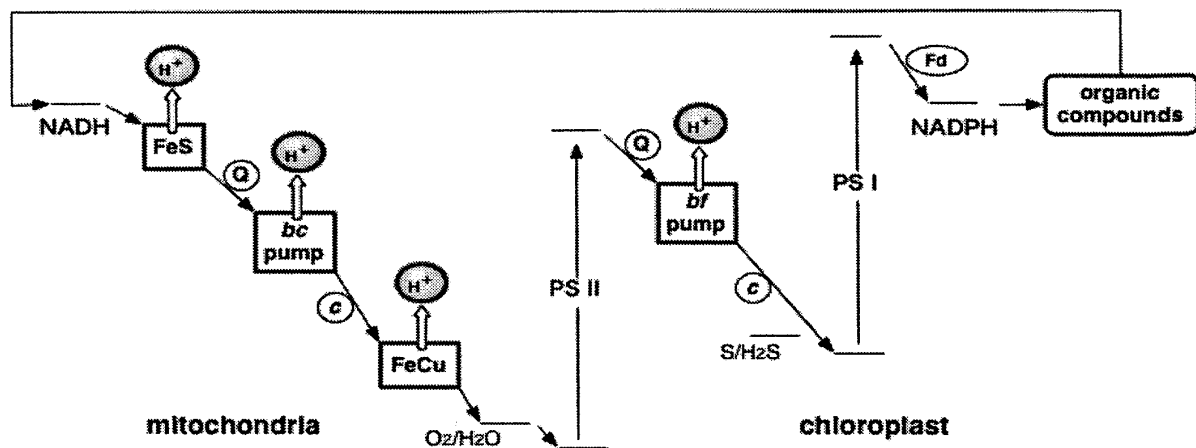 H+
Fd
organic
compounds
NADH
FeS
H+
Q
H+
NADPH
Q
bc
pump
bf
pump
PS I
H+
PS II
c
c
S/H2S
FeCu
mitochondria
O2/H2O
chloroplast